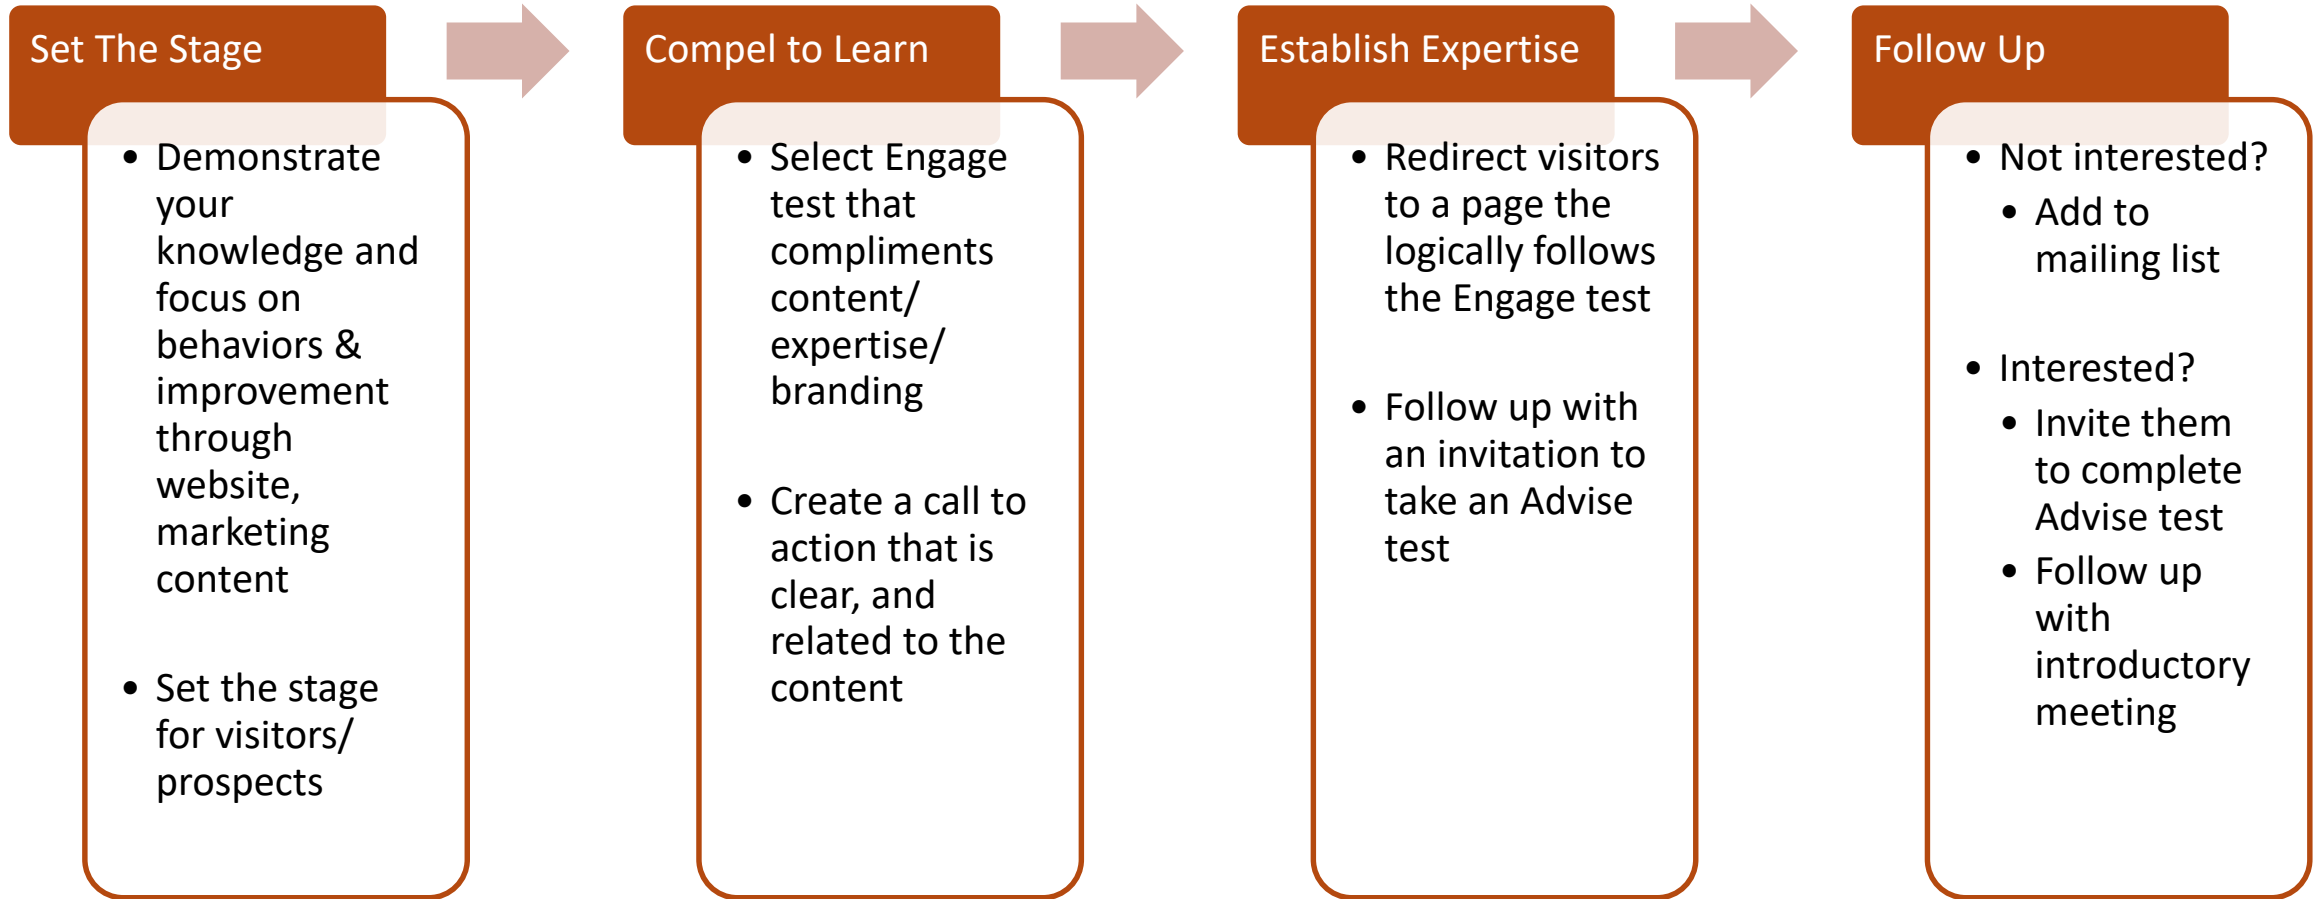 Set The Stage
• Demonstrate
your
knowledge and
focus on
behaviors &
improvement
through
website,
marketing
content
• Set the stage
for visitors/
prospects
Compel to Learn
• Select Engage
test that
compliments
content/
expertise/
branding
• Create a call to
action that is
clear, and
related to the
content
Establish Expertise
• Redirect visitors
to a page the
logically follows
the Engage test
• Follow up with
an invitation to
take an Advise
test
Follow Up
• Not interested?
• Add to
mailing list
• Interested?
• Invite them
to complete
Advise test
• Follow up
with
introductory
meeting